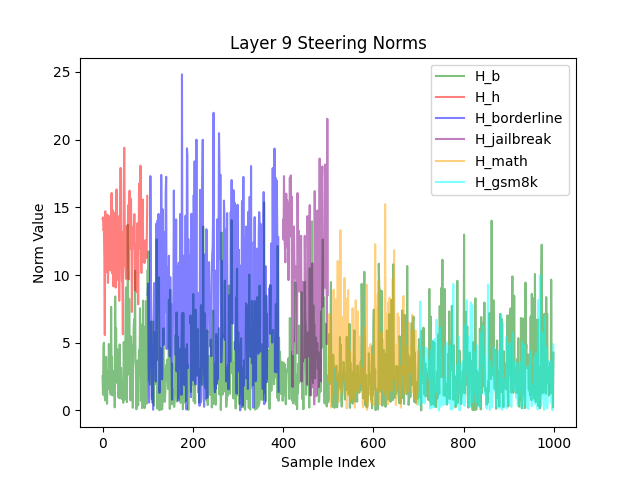 Layer 9 Steering Norms
25
20
15
10
5
0
Norm Value
H_b
H_h
H_borderline
H_jailbreak
H_math
H_gsm8k
0 200 400 600 800 1000
Sample Index